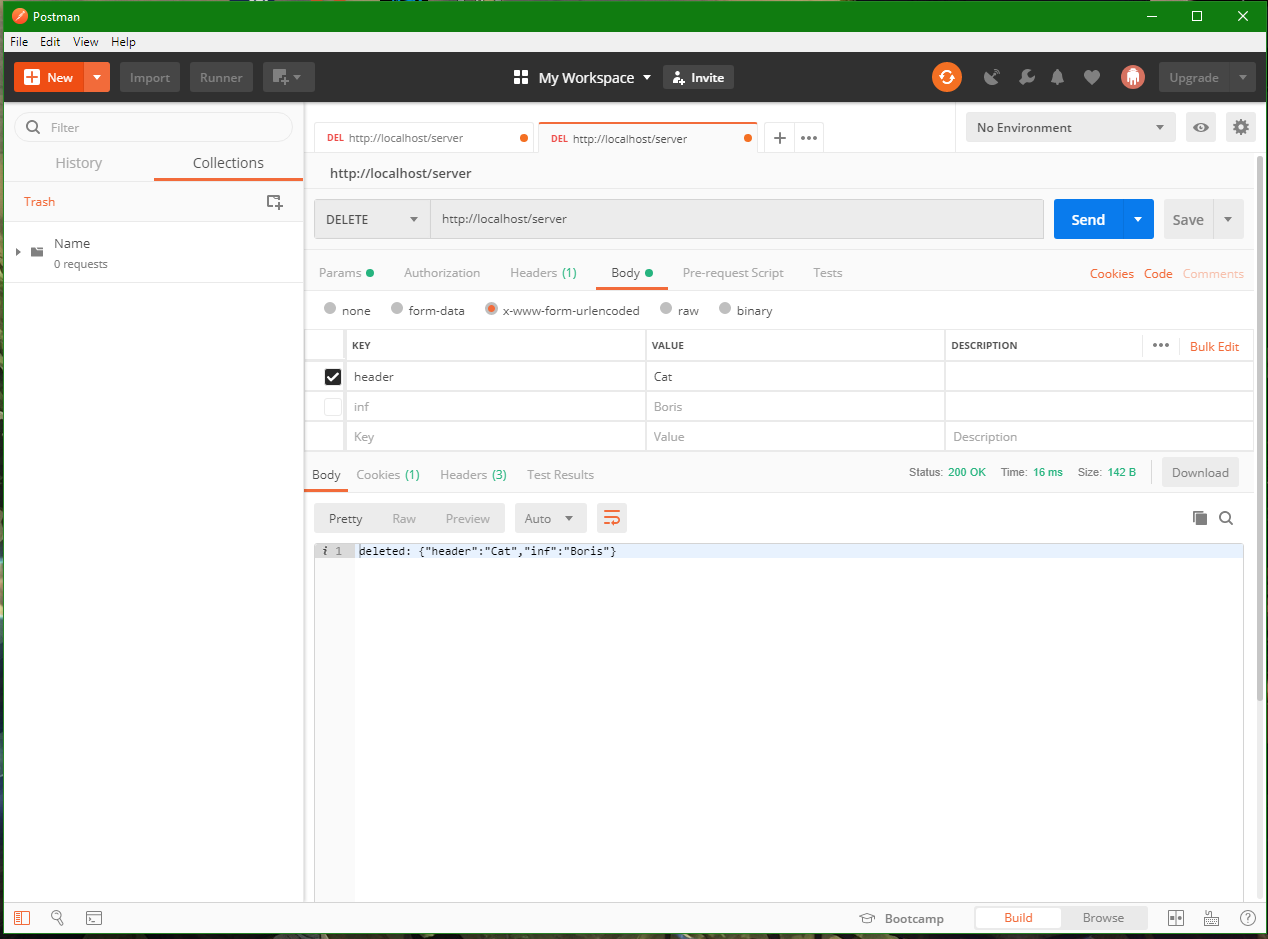 Postman
File Edit View Help
New Import Runner My Workspace Invite Upgrade
Filter
History Collections
Trash
Name
0 requests
DEL http://localhost/server DEL http://localhost/server + ••• No Environment
http://localhost/server
DELETE http://localhost/server Send Save
Params Authorization Headers (1) Body Pre-request Script Tests Cookies Code Comments
none form-data x-www-form-urlencoded raw binary
KEY VALUE DESCRIPTION ••• Bulk Edit
header Cat
inf Boris
Key Value Description
Body Cookies (1) Headers (3) Test Results Status: 200 OK Time: 16 ms Size: 142 B Download
Pretty Raw Preview Auto
i 1 deleted: {"header":"Cat","inf":"Boris"}
Bootcamp Build Browse ?